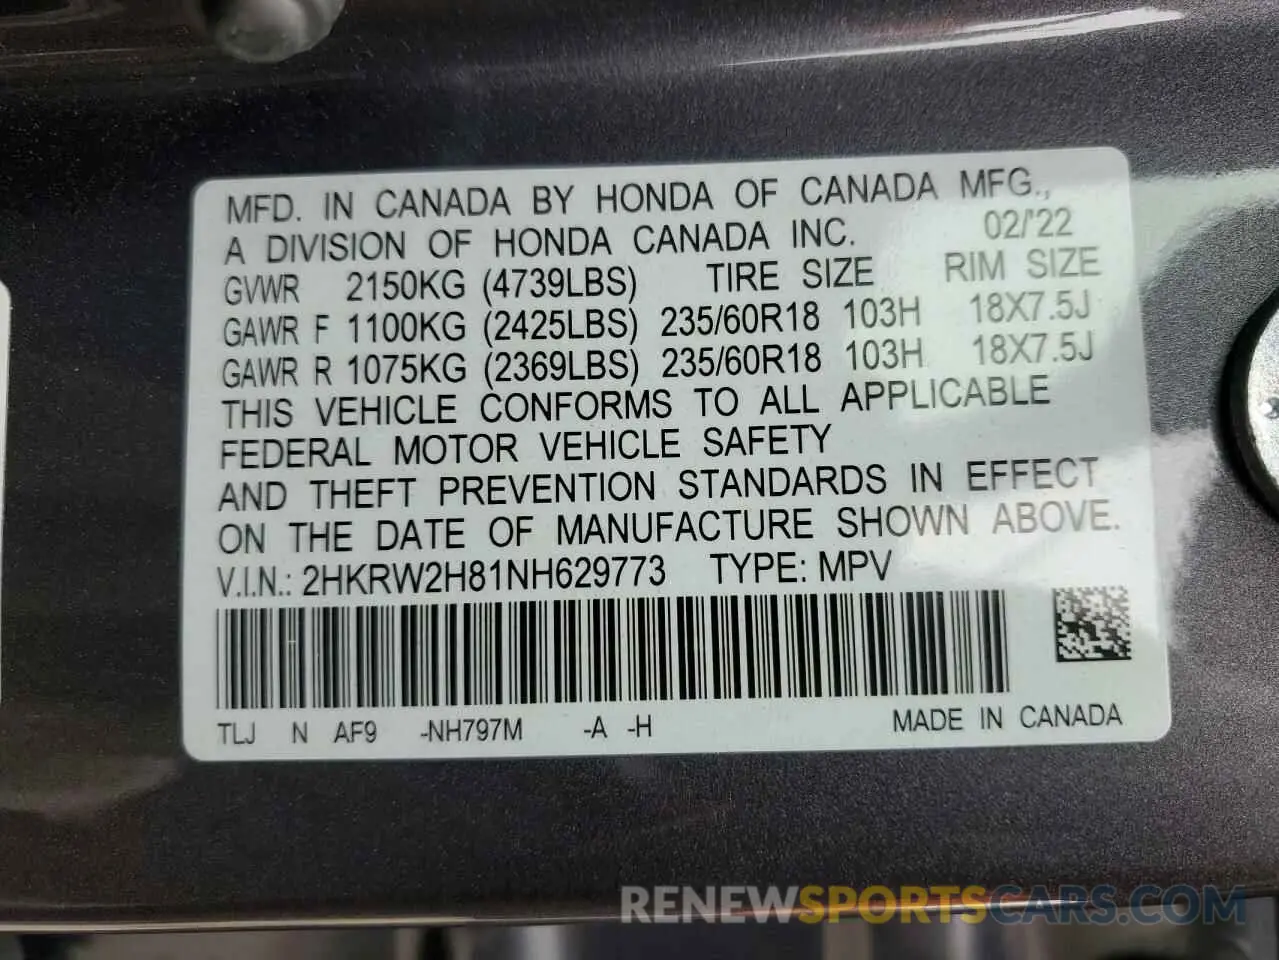 MFD. IN CANADA BY HONDA OF CANADA MFG.,
A DIVISION OF HONDA CANADA INC. 02/'22
GVWR 2150KG (4739LBS) TIRE SIZE RIM SIZE
GAWR F 1100KG (2425LBS) 235/60R18 103H 18X7.5J
GAWR R 1075KG (2369LBS) 235/60R18 103H 18X7.5J
THIS VEHICLE CONFORMS TO ALL APPLICABLE
FEDERAL MOTOR VEHICLE SAFETY
AND THEFT PREVENTION STANDARDS IN EFFECT
ON THE DATE OF MANUFACTURE SHOWN ABOVE.
V.I.N.: 2HKRW2H81NH629773 TYPE: MPV
TLJ N AF9 -NH797M -A -H MADE IN CANADA
RENEWSPORTSCARS.COM